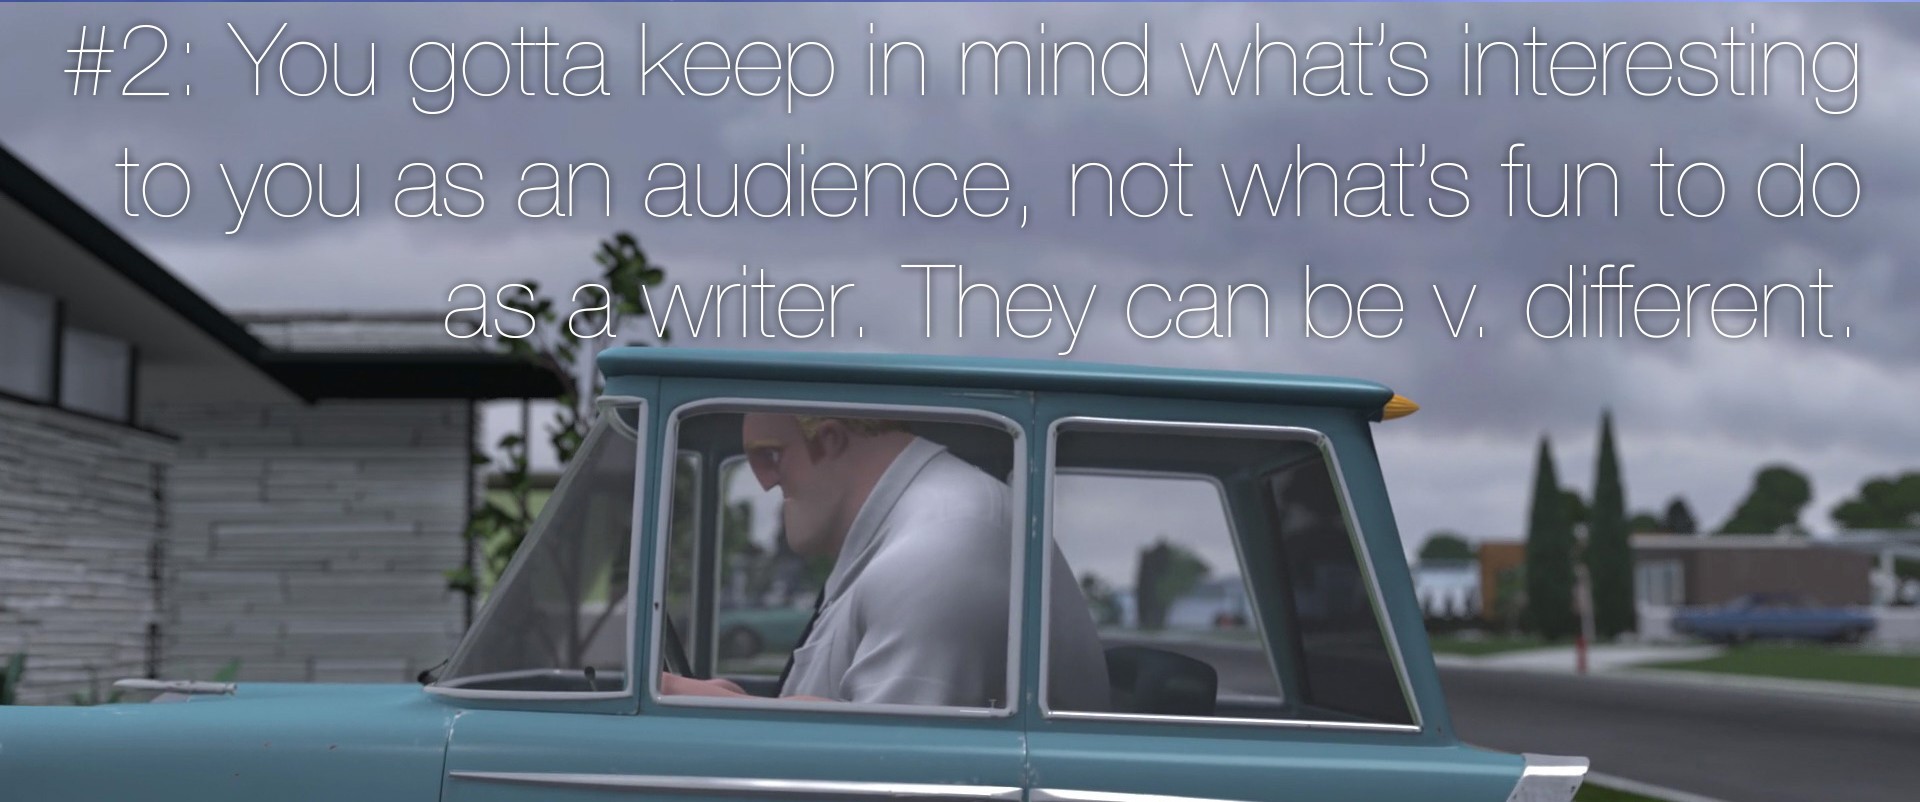 #2: You gotta keep in mind what's interesting
to you as an audience, not what's fun to do
as a writer. They can be v. different.